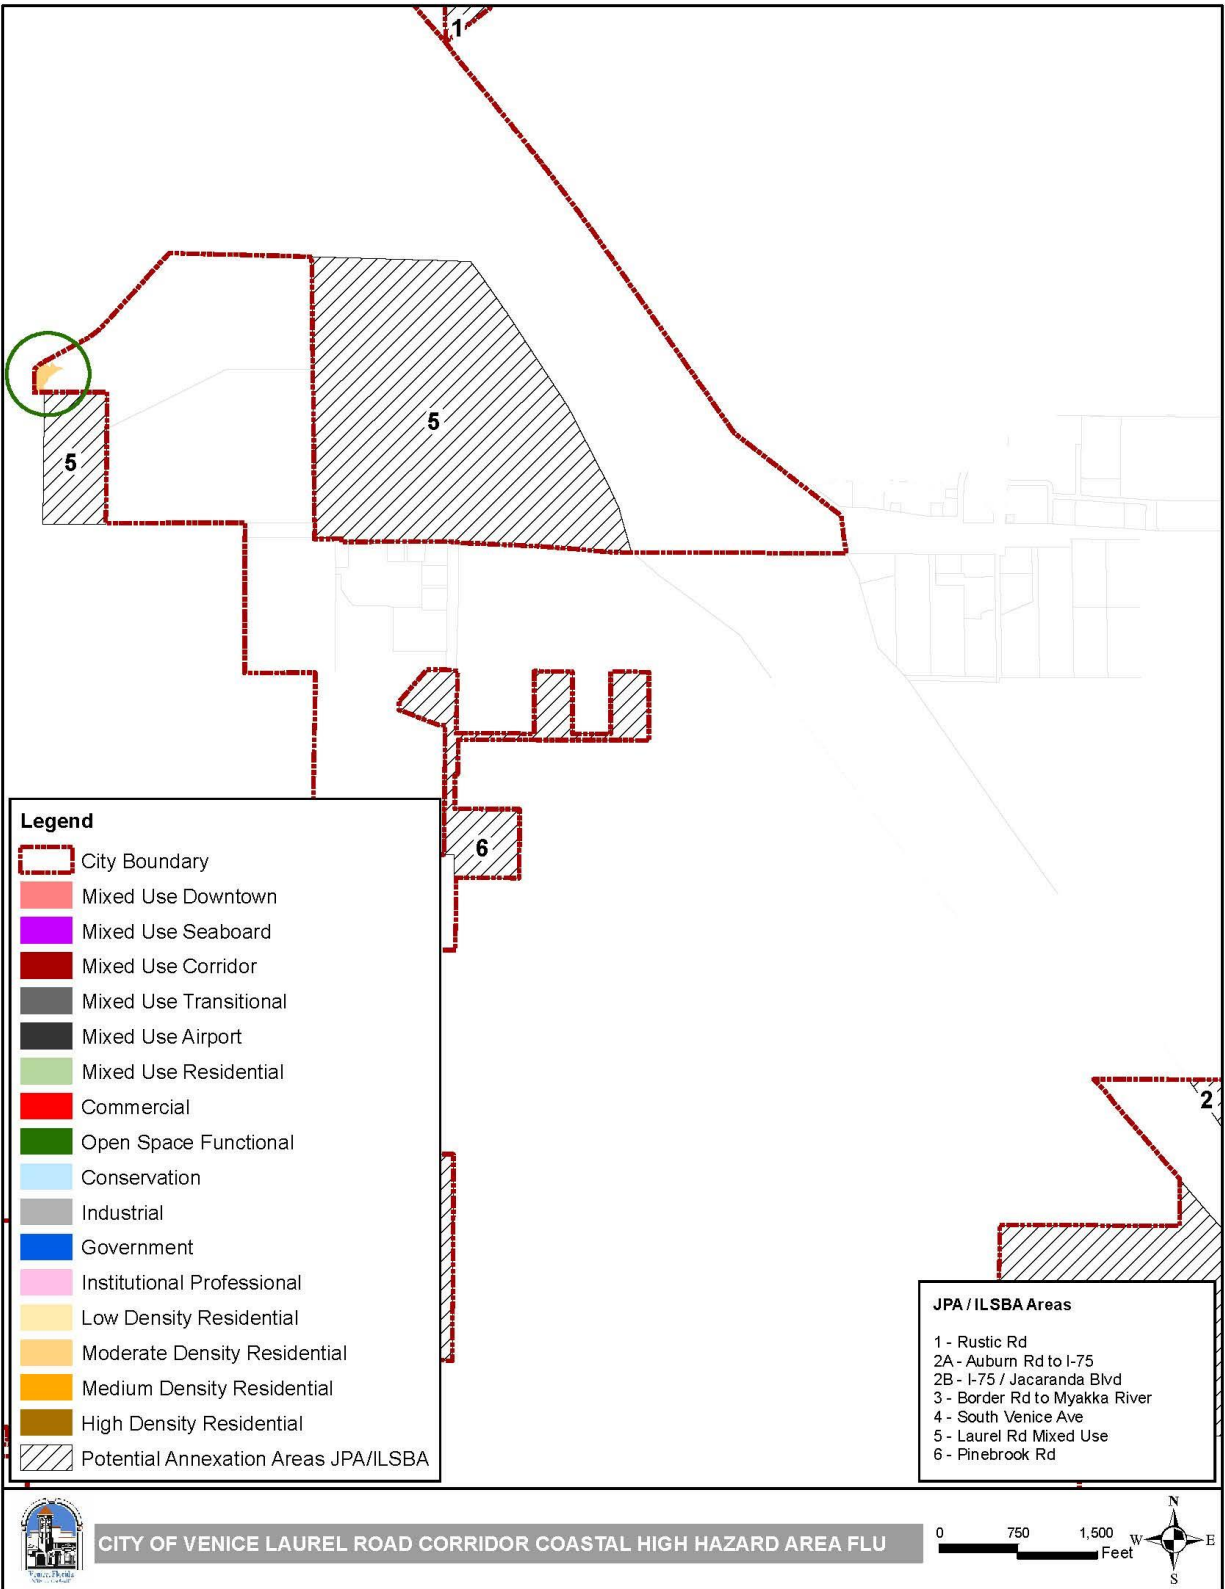 1
5
5
6
2
Legend
City Boundary
Mixed Use Downtown
Mixed Use Seaboard
Mixed Use Corridor
Mixed Use Transitional
Mixed Use Airport
Mixed Use Residential
Commercial
Open Space Functional
Conservation
Industrial
Government
Institutional Professional
Low Density Residential
Moderate Density Residential
Medium Density Residential
High Density Residential
Potential Annexation Areas JPA/ILSBA
JPA / ILSBA Areas
1 - Rustic Rd
2A - Auburn Rd to I-75
2B - I-75 / Jacaranda Blvd
3 - Border Rd to Myakka River
4 - South Venice Ave
5 - Laurel Rd Mixed Use
6 - Pinebrook Rd
Venice, Florida
CITY OF VENICE LAUREL ROAD CORRIDOR COASTAL HIGH HAZARD AREA FLU
0 750 1,500
Feet
N
W E
S